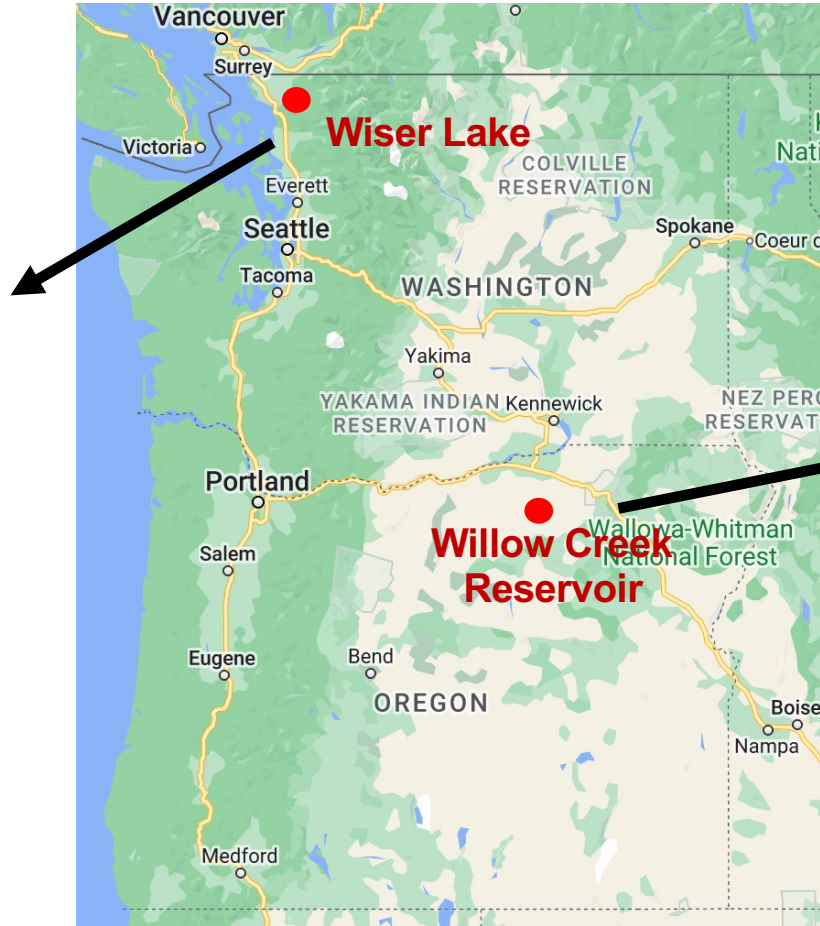 Vancouver
Surrey
Wiser Lake
Victoria
COLVILLE
RESERVATION
Nati
Everett
Seattle
Spokane
Coeur d
Tacoma
WASHINGTON
Yakima
YAKAMA INDIAN
RESERVATION
Kennewick
NEZ PERC
RESERVAT
Portland
Willow Creek
Reservoir
Wallowa-Whitman
National Forest
Salem
Eugene
Bend
OREGON
Boise
Nampa
Medford